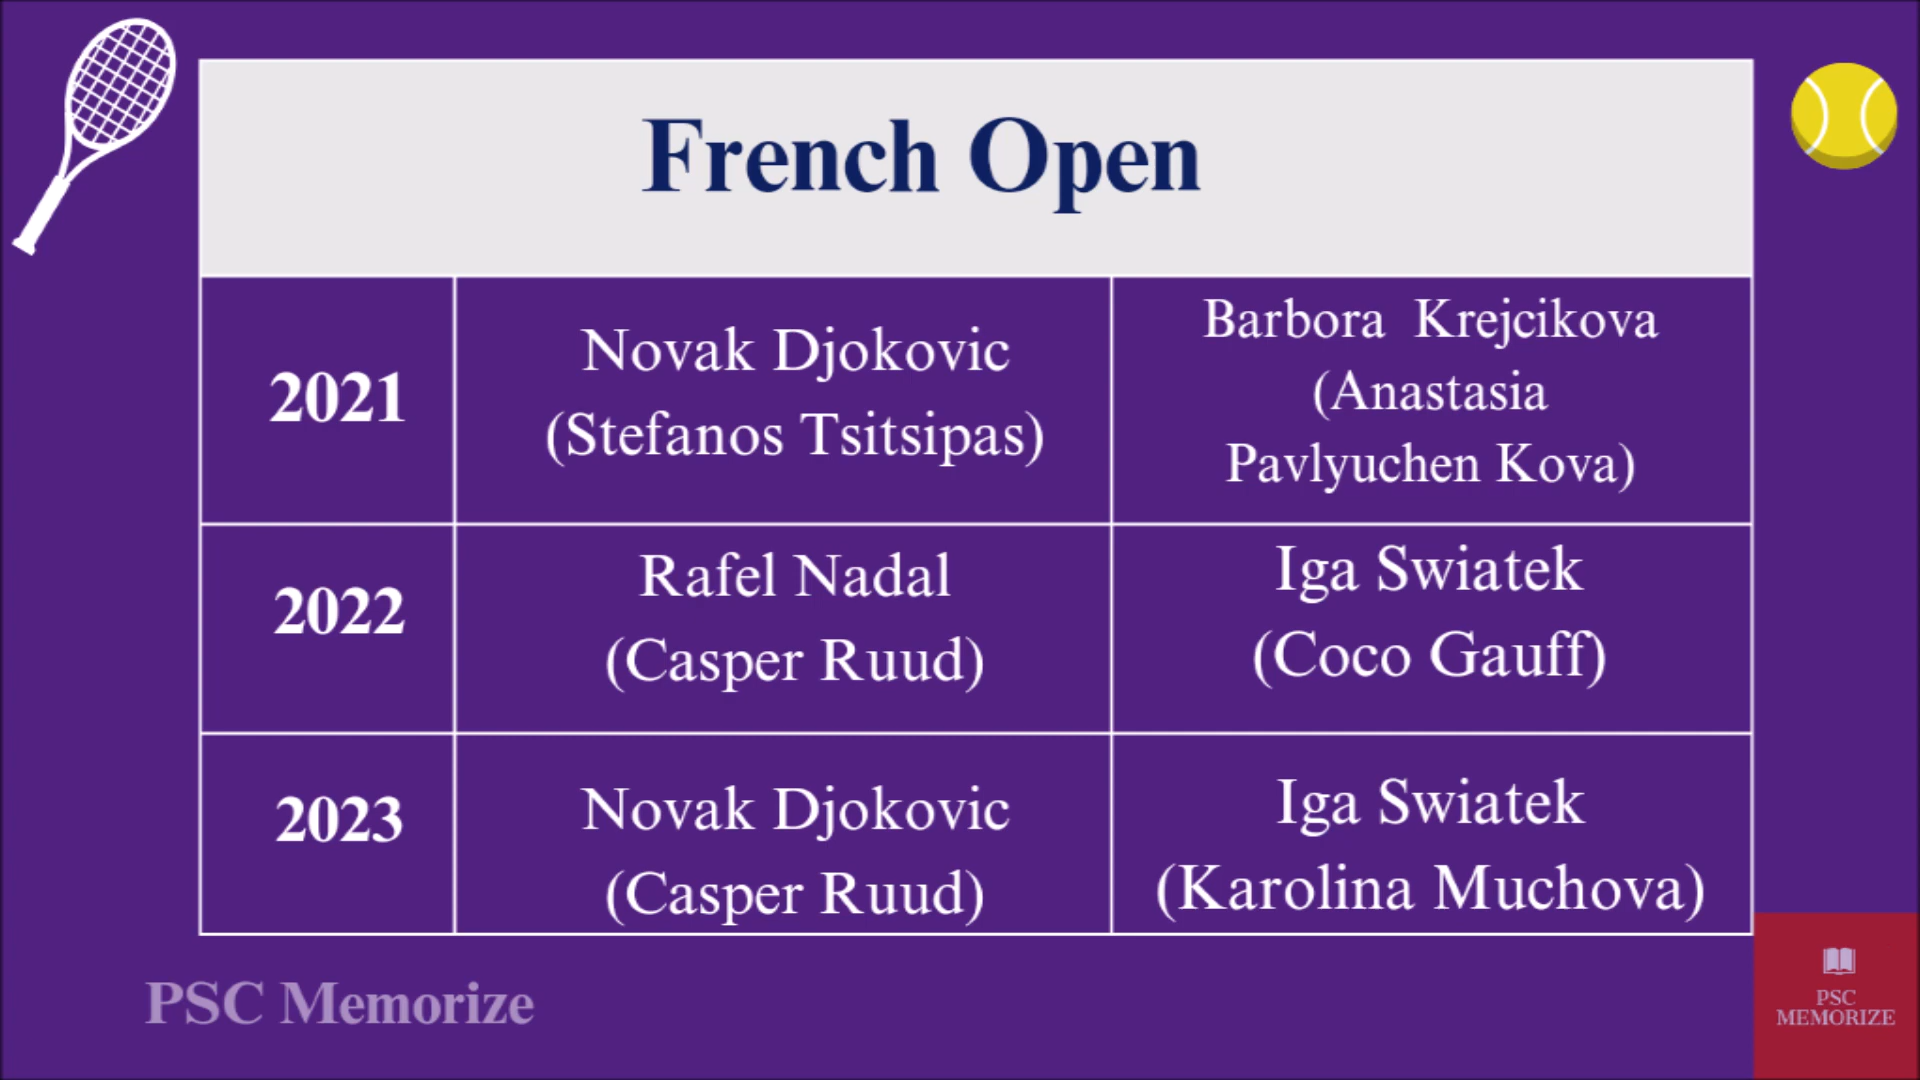 French Open
2021
Novak Djokovic
(Stefanos Tsitsipas)
Barbora Krejcikova
(Anastasia
Pavlyuchen Kova)
2022
Rafel Nadal
(Casper Ruud)
Iga Swiatek
(Coco Gauff)
2023
Novak Djokovic
(Casper Ruud)
Iga Swiatek
(Karolina Muchova)
PSC Memorize
PSC
MEMORIZE